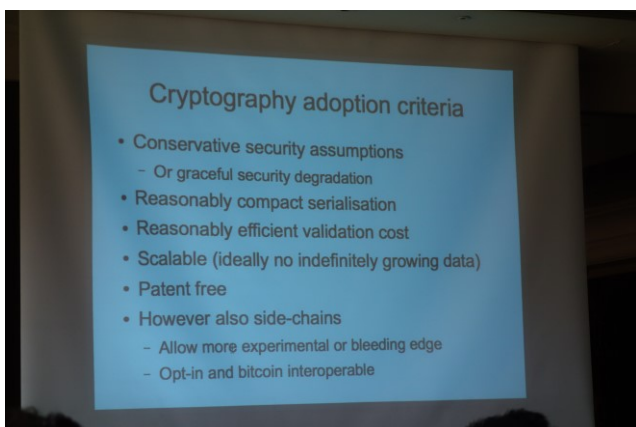 Cryptography adoption criteria
• Conservative security assumptions
– Or graceful security degradation
• Reasonably compact serialisation
• Reasonably efficient validation cost
• Scalable (ideally no indefinitely growing data)
• Patent free
• However also side-chains
– Allow more experimental or bleeding edge
– Opt-in and bitcoin interoperable